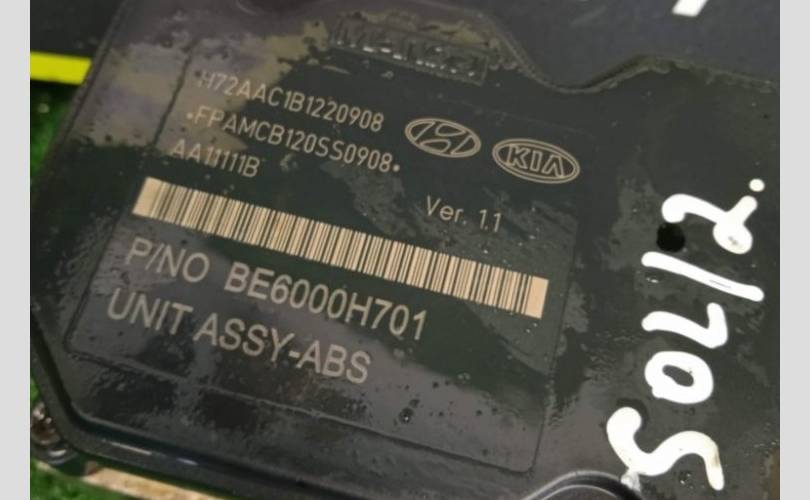 H72AAC1B1220908
•FPAMCB120SS0908•
AA11111B
KIA
Ver. 1.1
P/NO BE6000H701
UNIT ASSY-ABS